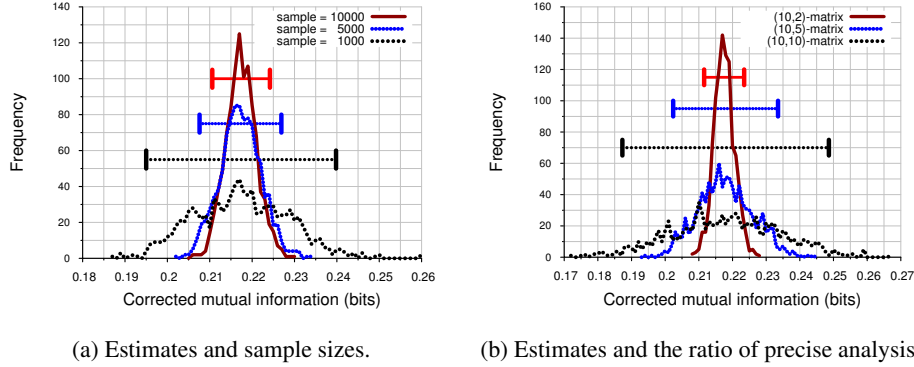 sample = 10000
sample = 5000
sample = 1000
140
120
100
80
60
40
20
0
Frequency
0.18 0.19 0.2 0.21 0.22 0.23 0.24 0.25 0.26
Corrected mutual information (bits)
(a) Estimates and sample sizes.
(10,2)-matrix
(10,5)-matrix
(10,10)-matrix
160
140
120
100
80
60
40
20
0
Frequency
0.17 0.18 0.19 0.2 0.21 0.22 0.23 0.24 0.25 0.26 0.27
Corrected mutual information (bits)
(b) Estimates and the ratio of precise analysis